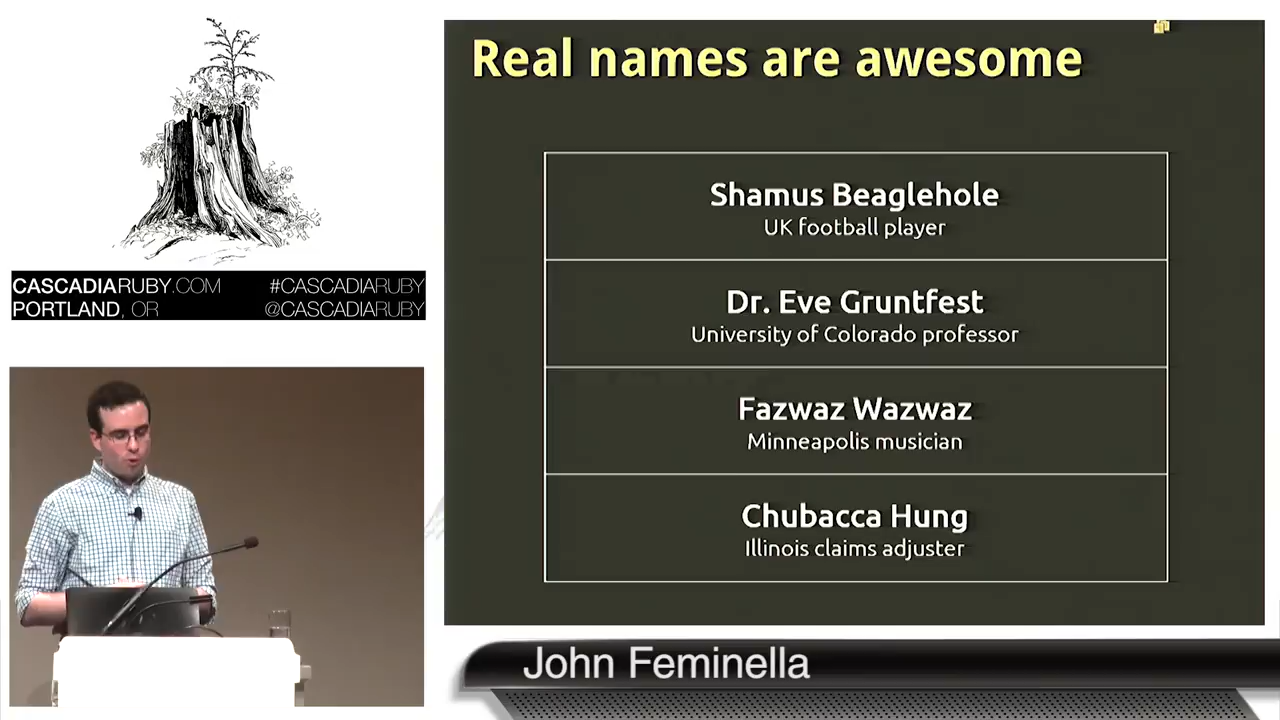 CASCADIARUBY.COM #CASCADIARUBY
PORTLAND, OR @CASCADIARUBY
Real names are awesome
Shamus Beaglehole
UK football player
Dr. Eve Gruntfest
University of Colorado professor
Fazwaz Wazwaz
Minneapolis musician
Chubacca Hung
Illinois claims adjuster
John Feminella